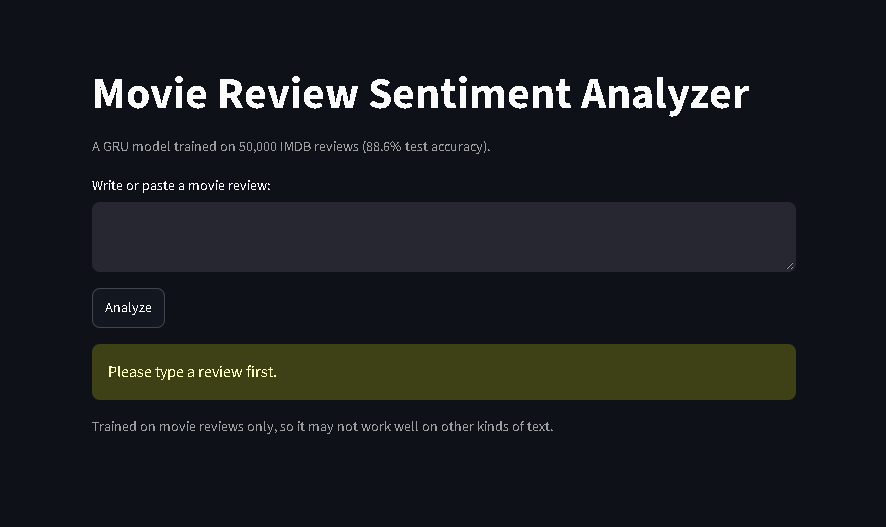 Movie Review Sentiment Analyzer
A GRU model trained on 50,000 IMDB reviews (88.6% test accuracy).
Write or paste a movie review:
Analyze
Please type a review first.
Trained on movie reviews only, so it may not work well on other kinds of text.